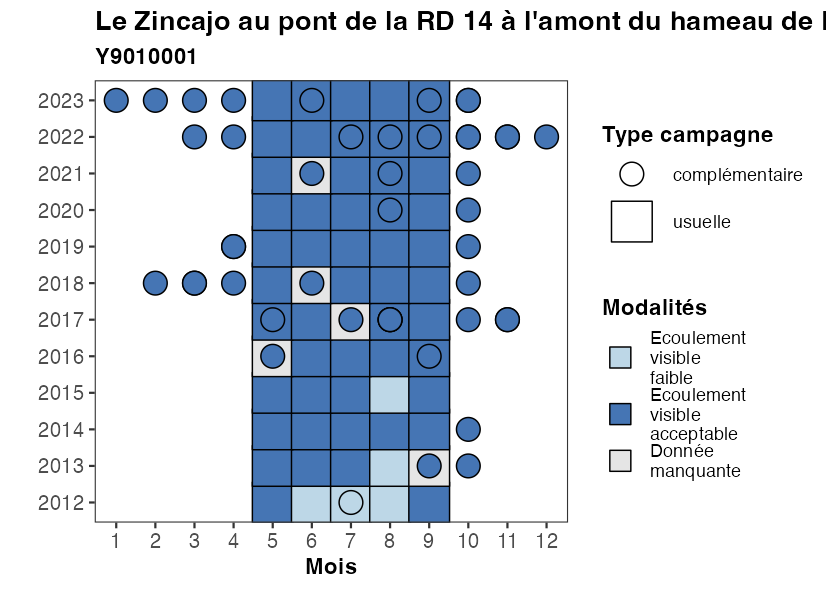 Le Zincajo au pont de la RD 14 à l'amont du hameau de
Y9010001
2023
2022
2021
2020
2019
2018
2017
2016
2015
2014
2013
2012
1 2 3 4 5 6 7 8 9 10 11 12
Mois
Type campagne
complémentaire
usuelle
Modalités
Ecoulement
visible
faible
Ecoulement
visible
acceptable
Donnée
manquante